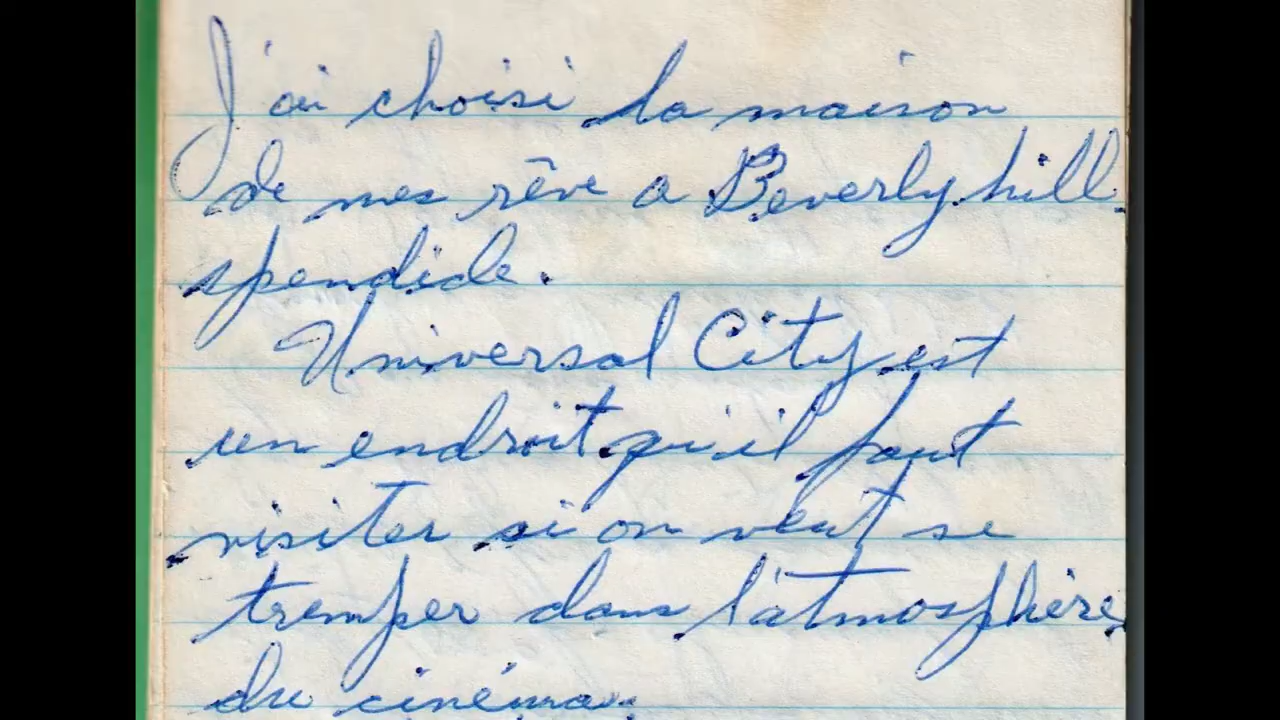 J'ai choisi la maison
de mes rêve a Beverly hill.
spendide.
Universal City est
un endroit qu'il faut
visiter si on veut se
tremper dans l'atmosphère
du cinéma.